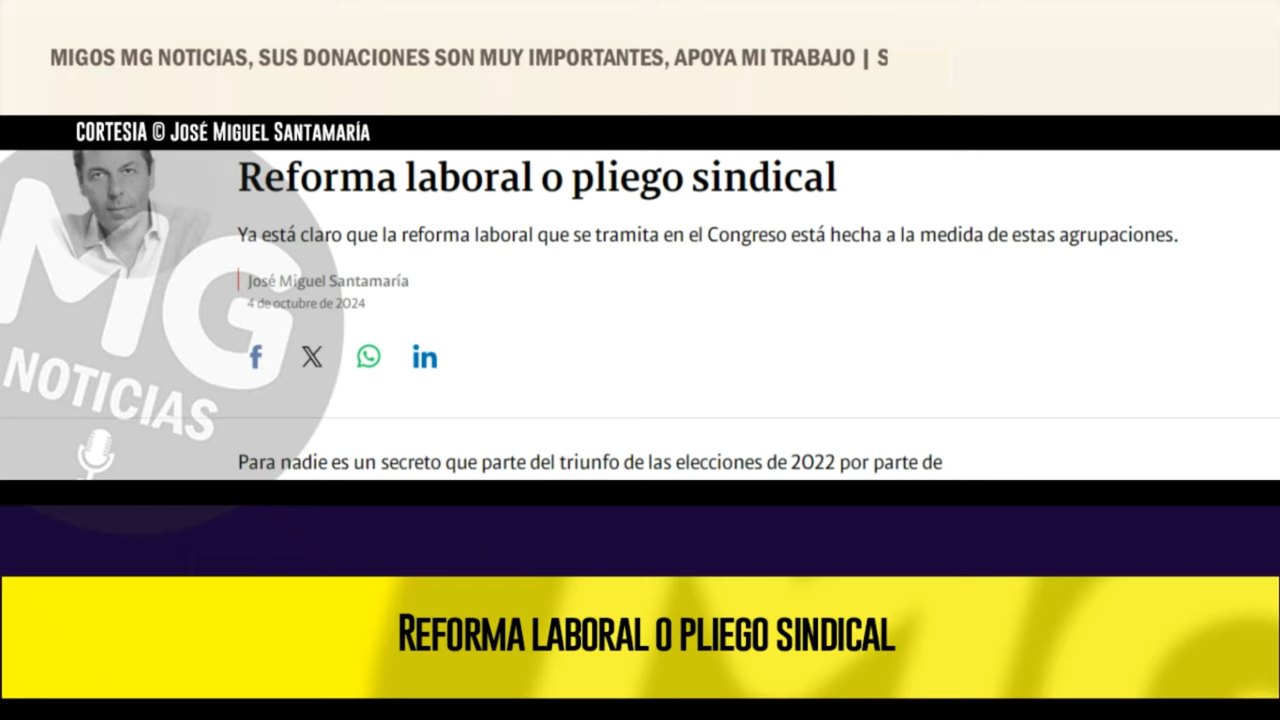 MIGOS MG NOTICIAS, SUS DONACIONES SON MUY IMPORTANTES, APOYA MI TRABAJO | S
CORTESIA © JOSÉ MIGUEL SANTAMARÍA
Reforma laboral o pliego sindical
Ya está claro que la reforma laboral que se tramita en el Congreso está hecha a la medida de estas agrupaciones.
José Miguel Santamaría
4 de octubre de 2024
MG
NOTICIAS
Para nadie es un secreto que parte del triunfo de las elecciones de 2022 por parte de
REFORMA LABORAL O PLIEGO SINDICAL